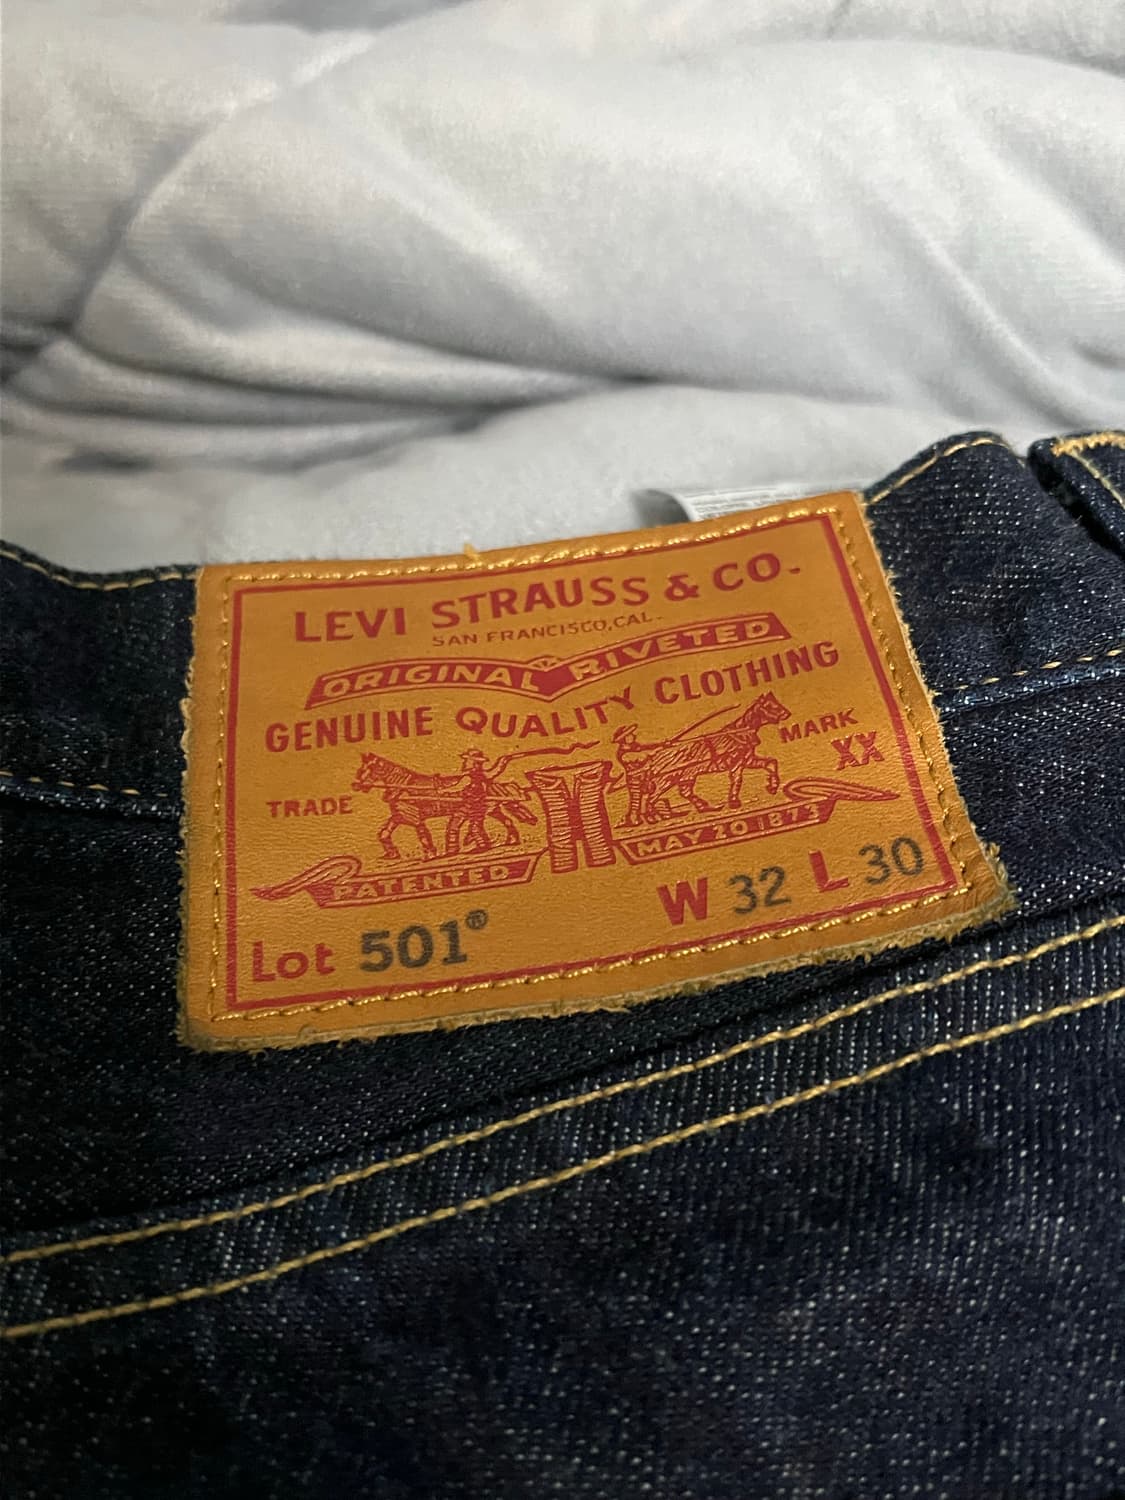 LEVI STRAUSS & CO.
SAN FRANCISCO, CAL.
ORIGINAL RIVETED
GENUINE QUALITY CLOTHING
TRADE MARK
XX
PATENTED MAY 20 1873
Lot 501® W 32 L 30